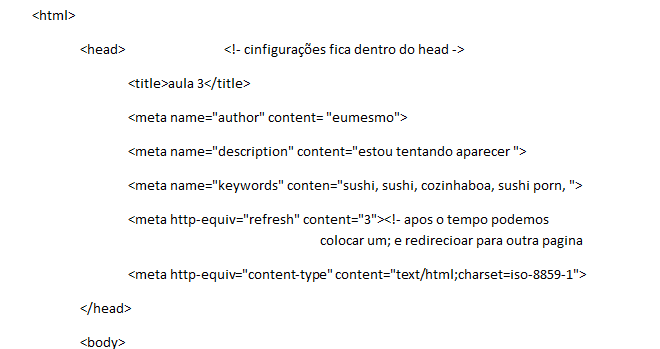 <html>
<head> <!- cinfigurações fica dentro do head ->
<title>aula 3</title>
<meta name="author" content= "eumesmo">
<meta name="description" content="estou tentando aparecer ">
<meta name="keywords" conten="sushi, sushi, cozinhaboa, sushi porn, ">
<meta http-equiv="refresh" content="3"><!- apos o tempo podemos
colocar um; e redirecioar para outra pagina
<meta http-equiv="content-type" content="text/html;charset=iso-8859-1">
</head>
<body>